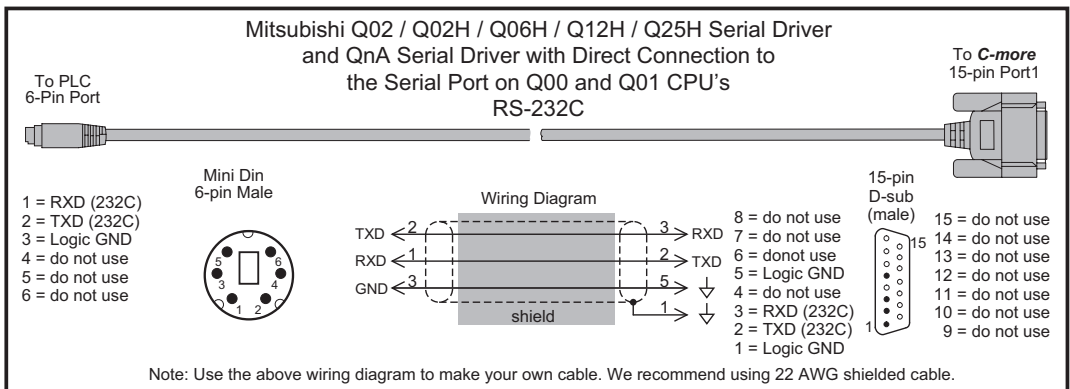 Mitsubishi Q02 / Q02H / Q06H / Q12H / Q25H Serial Driver
and QnA Serial Driver with Direct Connection to
the Serial Port on Q00 and Q01 CPU's
RS-232C
To PLC
6-Pin Port
To C-more
15-pin Port1
1 = RXD (232C)
2 = TXD (232C)
3 = Logic GND
4 = do not use
5 = do not use
6 = do not use
Mini Din
6-pin Male
5 6
3 4
1 2
Wiring Diagram
TXD 2 3 RXD
RXD 1 2 TXD
GND 3 5
1
shield
8 = do not use
7 = do not use
6 = donot use
5 = Logic GND
4 = do not use
3 = RXD (232C)
2 = TXD (232C)
1 = Logic GND
15-pin
D-sub
(male)
15
1
15 = do not use
14 = do not use
13 = do not use
12 = do not use
11 = do not use
10 = do not use
9 = do not use
Note: Use the above wiring diagram to make your own cable. We recommend using 22 AWG shielded cable.